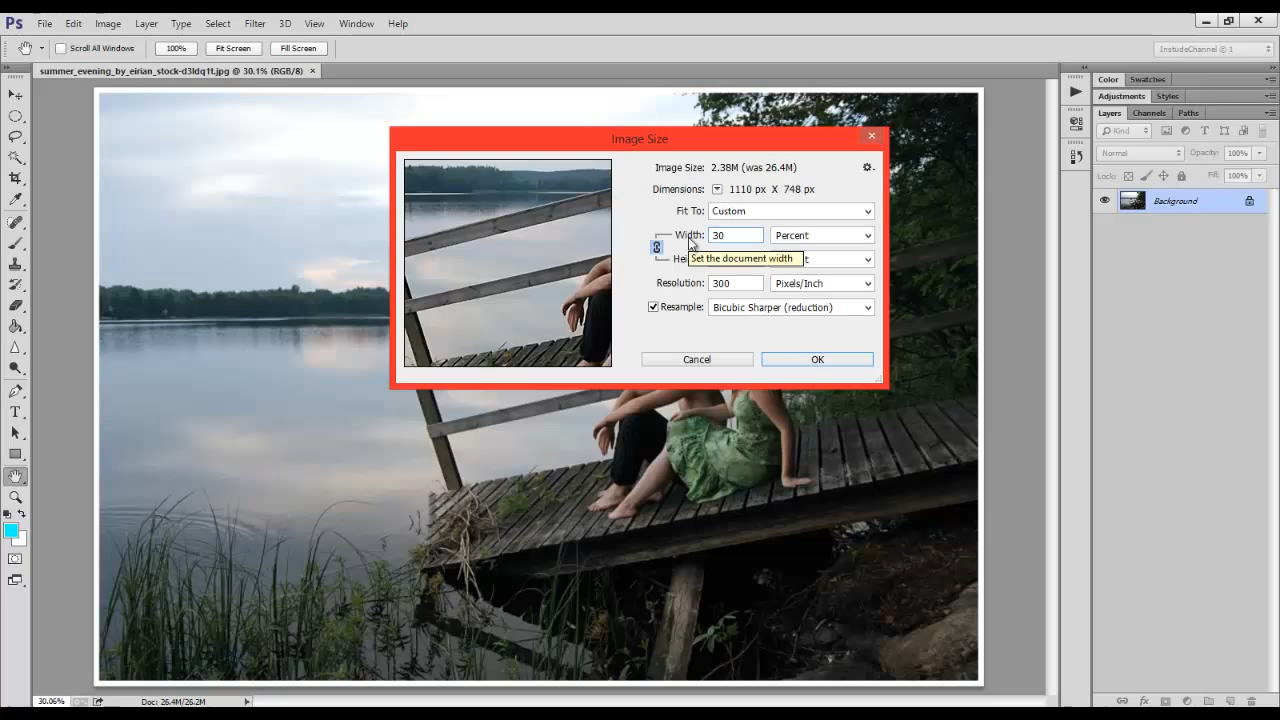 Ps File Edit Image Layer Type Select Filter 3D View Window Help
Scroll All Windows 100% Fit Screen Fill Screen InstudeChannel @ 1
summer_evening_by_eirian_stock-d3ldq1t.jpg @ 30.1% (RGB/8) ×
Color Swatches
Adjustments Styles
Layers Channels Paths
Kind
Normal Opacity: 100%
Lock: Fill: 100%
Background
Image Size
Image Size: 2.38M (was 26.4M)
Dimensions: 1110 px X 748 px
Fit To: Custom
Width: 30 Percent
Set the document width
Resolution: 300 Pixels/Inch
Resample: Bicubic Sharper (reduction)
Cancel OK
30.06% Doc: 26.4M/26.2M